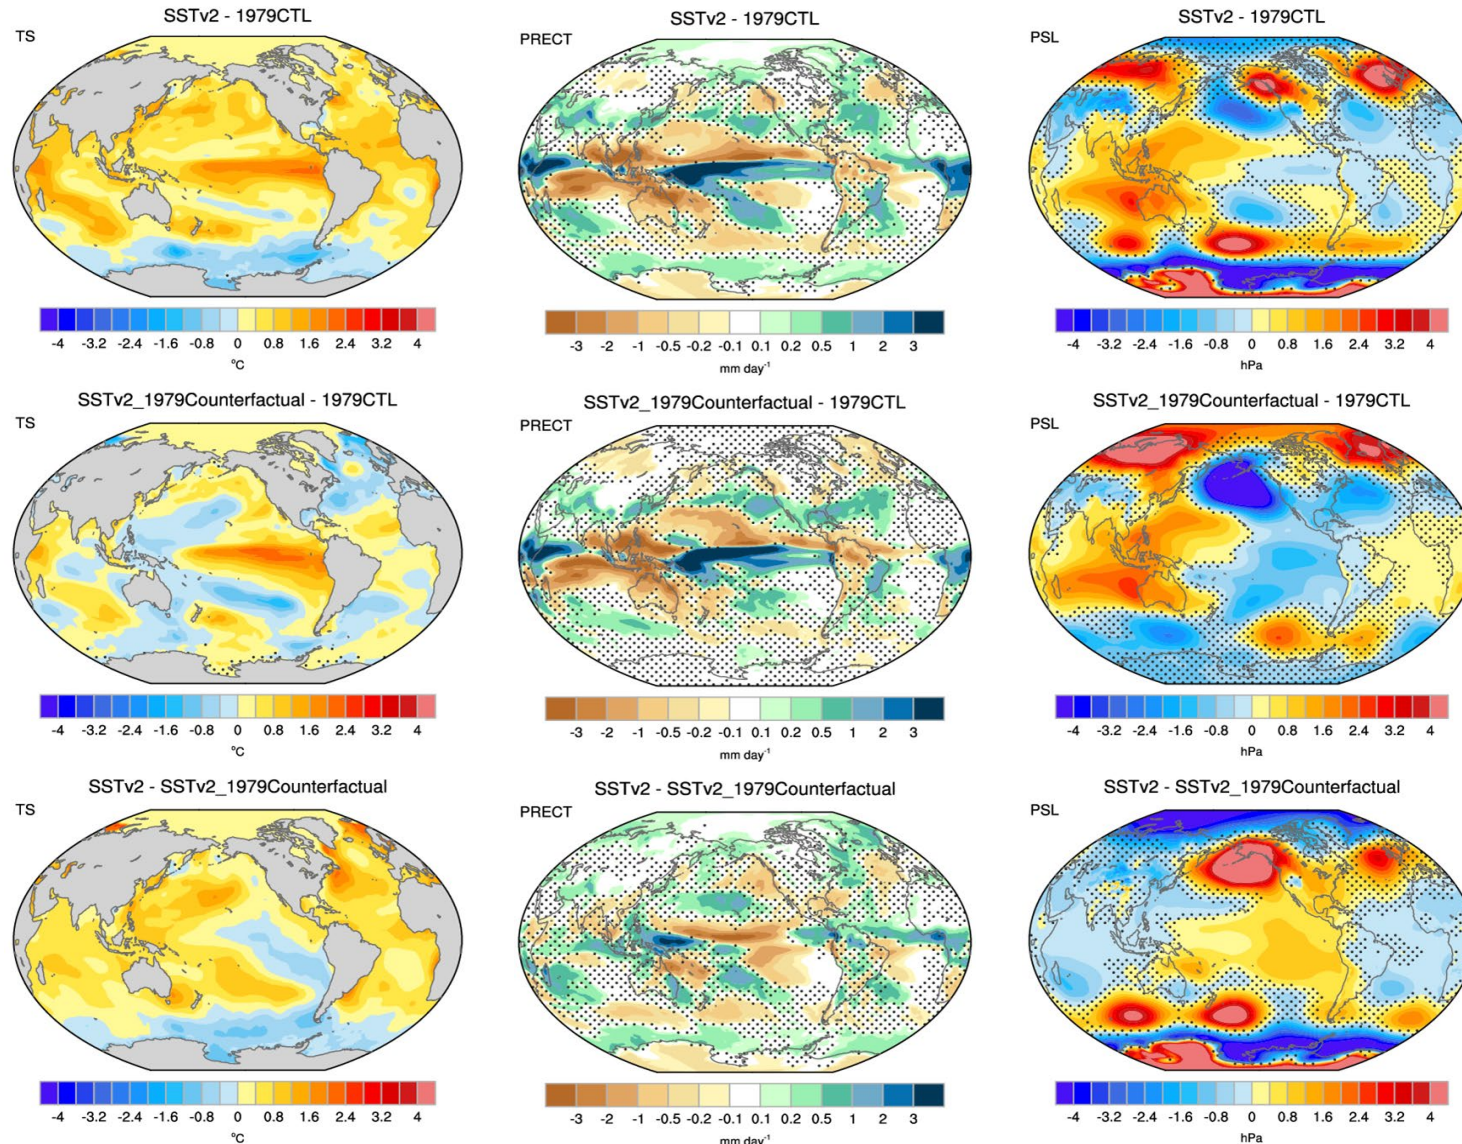 SSTv2 - 1979CTL
TS
-4 -3.2 -2.4 -1.6 -0.8 0 0.8 1.6 2.4 3.2 4
°C
SSTv2 - 1979CTL
PRECT
-3 -2 -1 -0.5 -0.2 -0.1 0.1 0.2 0.5 1 2 3
mm day⁻¹
SSTv2 - 1979CTL
PSL
-4 -3.2 -2.4 -1.6 -0.8 0 0.8 1.6 2.4 3.2 4
hPa
SSTv2_1979Counterfactual - 1979CTL
TS
-4 -3.2 -2.4 -1.6 -0.8 0 0.8 1.6 2.4 3.2 4
°C
SSTv2_1979Counterfactual - 1979CTL
PRECT
-3 -2 -1 -0.5 -0.2 -0.1 0.1 0.2 0.5 1 2 3
mm day⁻¹
SSTv2_1979Counterfactual - 1979CTL
PSL
-4 -3.2 -2.4 -1.6 -0.8 0 0.8 1.6 2.4 3.2 4
hPa
SSTv2 - SSTv2_1979Counterfactual
TS
-4 -3.2 -2.4 -1.6 -0.8 0 0.8 1.6 2.4 3.2 4
°C
SSTv2 - SSTv2_1979Counterfactual
PRECT
-3 -2 -1 -0.5 -0.2 -0.1 0.1 0.2 0.5 1 2 3
mm day⁻¹
SSTv2 - SSTv2_1979Counterfactual
PSL
-4 -3.2 -2.4 -1.6 -0.8 0 0.8 1.6 2.4 3.2 4
hPa